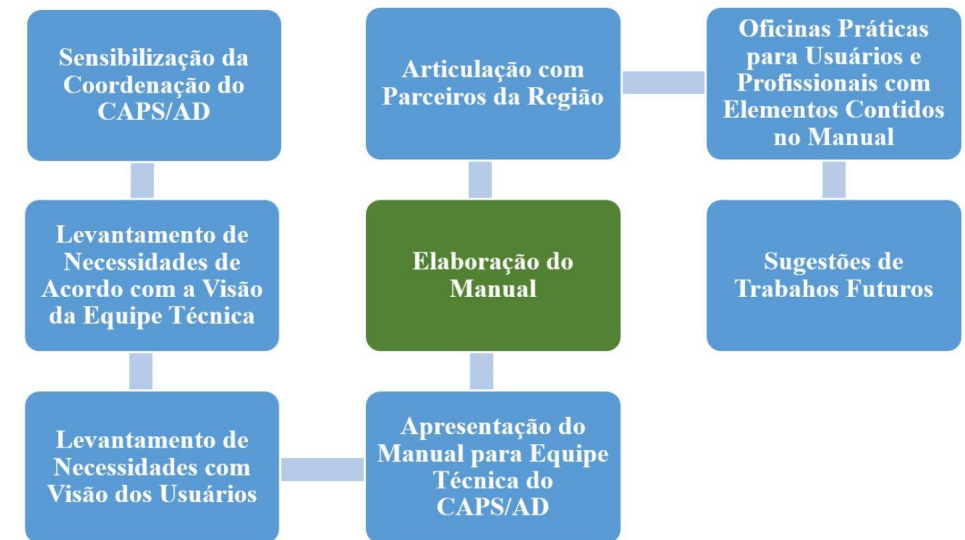 Sensibilização da
Coordenação do
CAPS/AD
Levantamento de
Necessidades de
Acordo com a Visão
da Equipe Técnica
Levantamento de
Necessidades com
Visão dos Usuários
Apresentação do
Manual para Equipe
Técnica do
CAPS/AD
Elaboração do
Manual
Articulação com
Parceiros da Região
Oficinas Práticas
para Usuários e
Profissionais com
Elementos Contidos
no Manual
Sugestões de
Trabahos Futuros